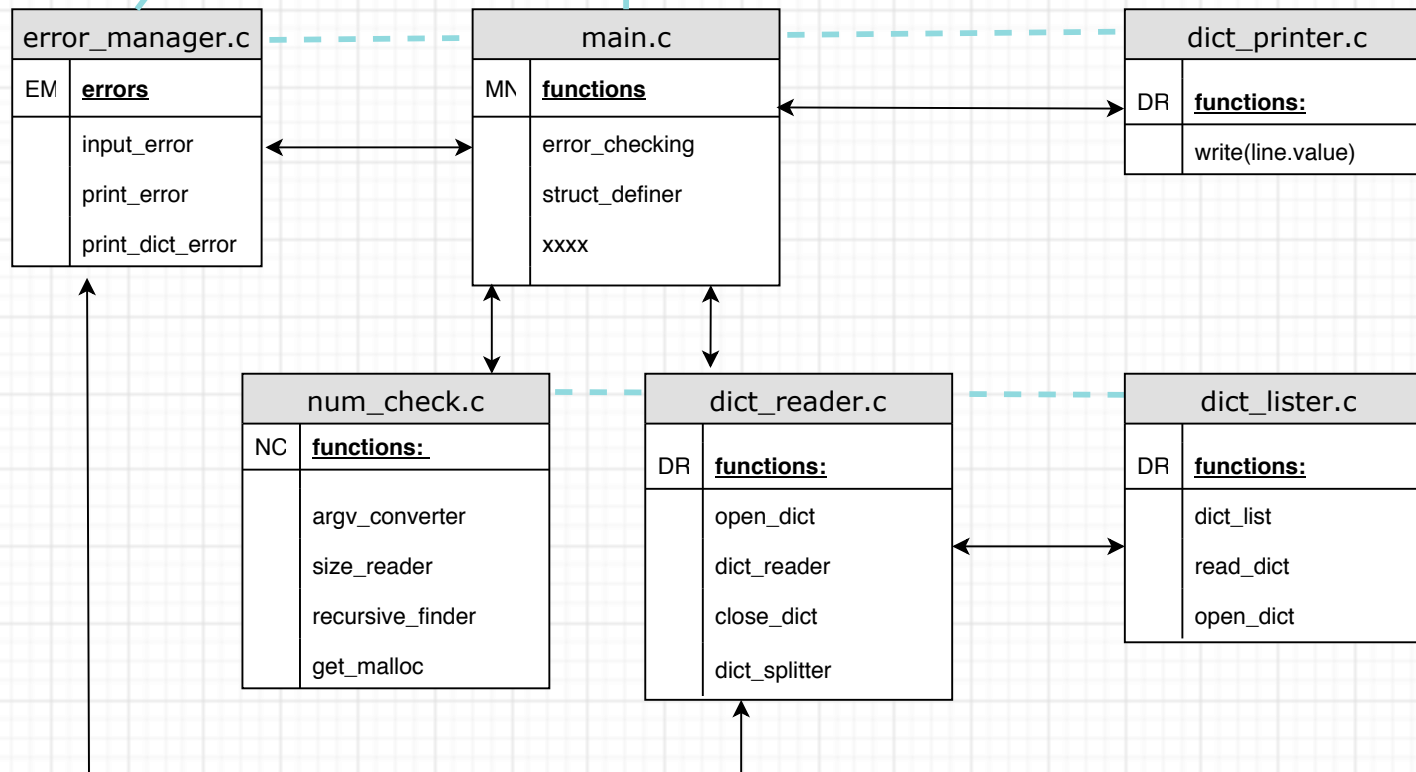 error_manager.c
EM errors
input_error
print_error
print_dict_error
main.c
MN functions
error_checking
struct_definer
xxxx
dict_printer.c
DR functions:
write(line.value)
num_check.c
NC functions:
argv_converter
size_reader
recursive_finder
get_malloc
dict_reader.c
DR functions:
open_dict
dict_reader
close_dict
dict_splitter
dict_lister.c
DR functions:
dict_list
read_dict
open_dict